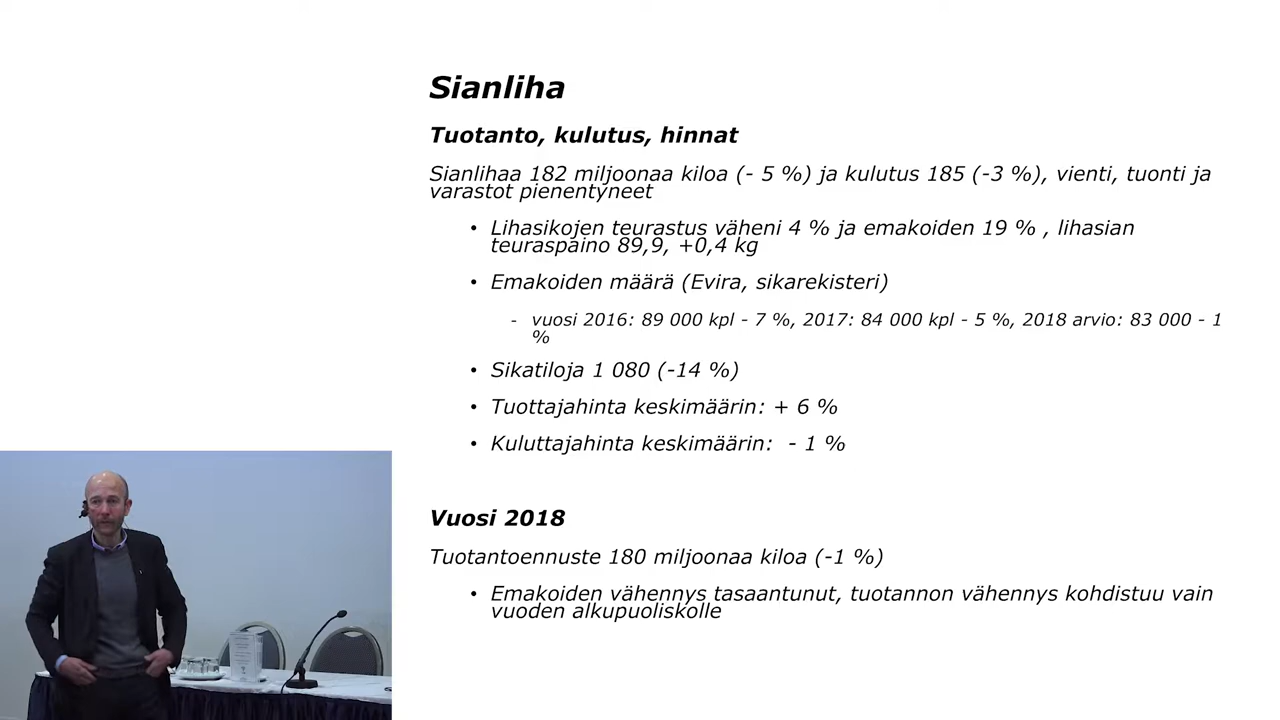 Sianliha
Tuotanto, kulutus, hinnat
Sianlihaa 182 miljoonaa kiloa (- 5 %) ja kulutus 185 (-3 %), vienti, tuonti ja
varastot pienentyneet
• Lihasikojen teurastus väheni 4 % ja emakoiden 19 % , lihasian
teuraspaino 89,9, +0,4 kg
• Emakoiden määrä (Evira, sikarekisteri)
- vuosi 2016: 89 000 kpl - 7 %, 2017: 84 000 kpl - 5 %, 2018 arvio: 83 000 - 1
%
• Sikatiloja 1 080 (-14 %)
• Tuottajahinta keskimäärin: + 6 %
• Kuluttajahinta keskimäärin:  - 1 %
Vuosi 2018
Tuotantoennuste 180 miljoonaa kiloa (-1 %)
• Emakoiden vähennys tasaantunut, tuotannon vähennys kohdistuu vain
vuoden alkupuoliskolle